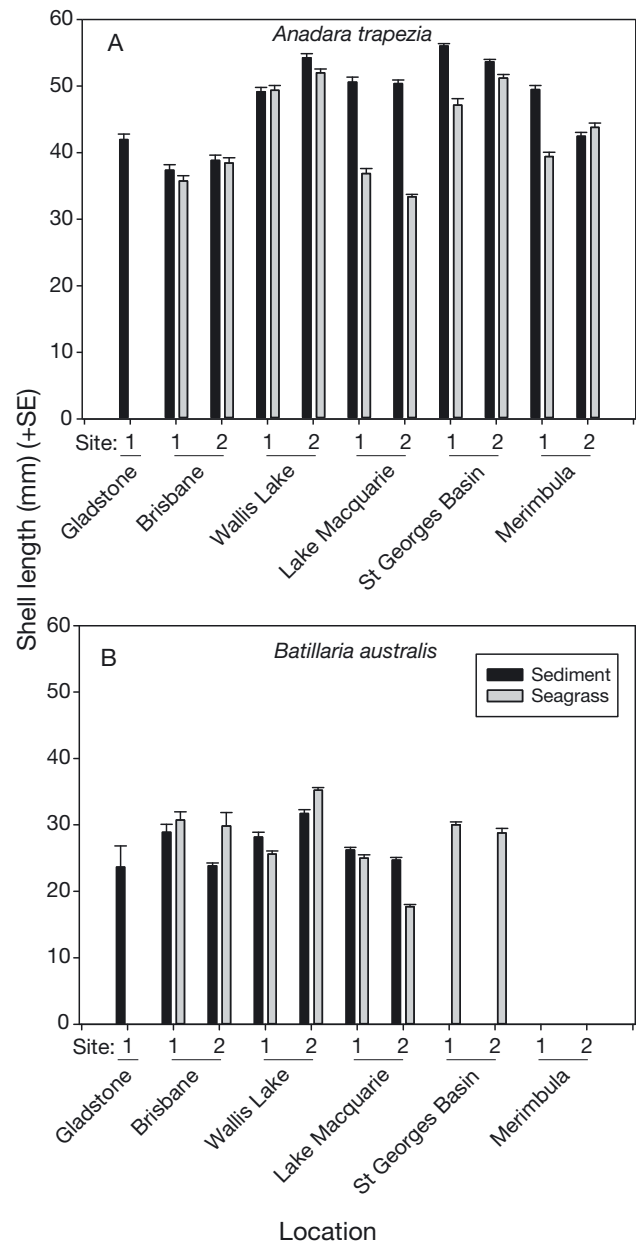 Shell length (mm) (+SE)
A
Anadara trapezia
60
50
40
30
20
10
0
Site: 1 1 2 1 2 1 2 1 2 1 2
Gladstone
Brisbane
Wallis Lake
Lake Macquarie
St Georges Basin
Merimbula
B
Batillaria australis
Sediment
Seagrass
60
50
40
30
20
10
0
Site: 1 1 2 1 2 1 2 1 2 1 2
Gladstone
Brisbane
Wallis Lake
Lake Macquarie
St Georges Basin
Merimbula
Location